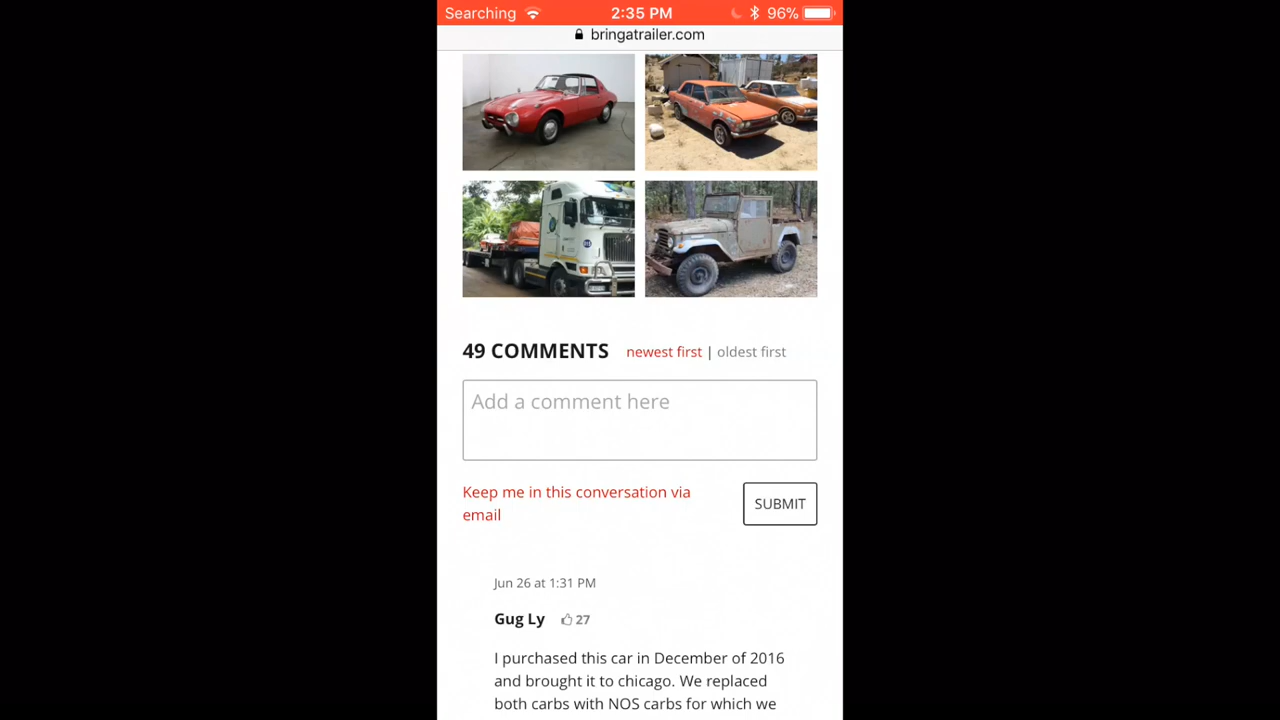 Searching 2:35 PM 96%
bringatrailer.com
49 COMMENTS newest first | oldest first
Add a comment here
Keep me in this conversation via
email
SUBMIT
Jun 26 at 1:31 PM
Gug Ly 27
I purchased this car in December of 2016
and brought it to chicago. We replaced
both carbs with NOS carbs for which we